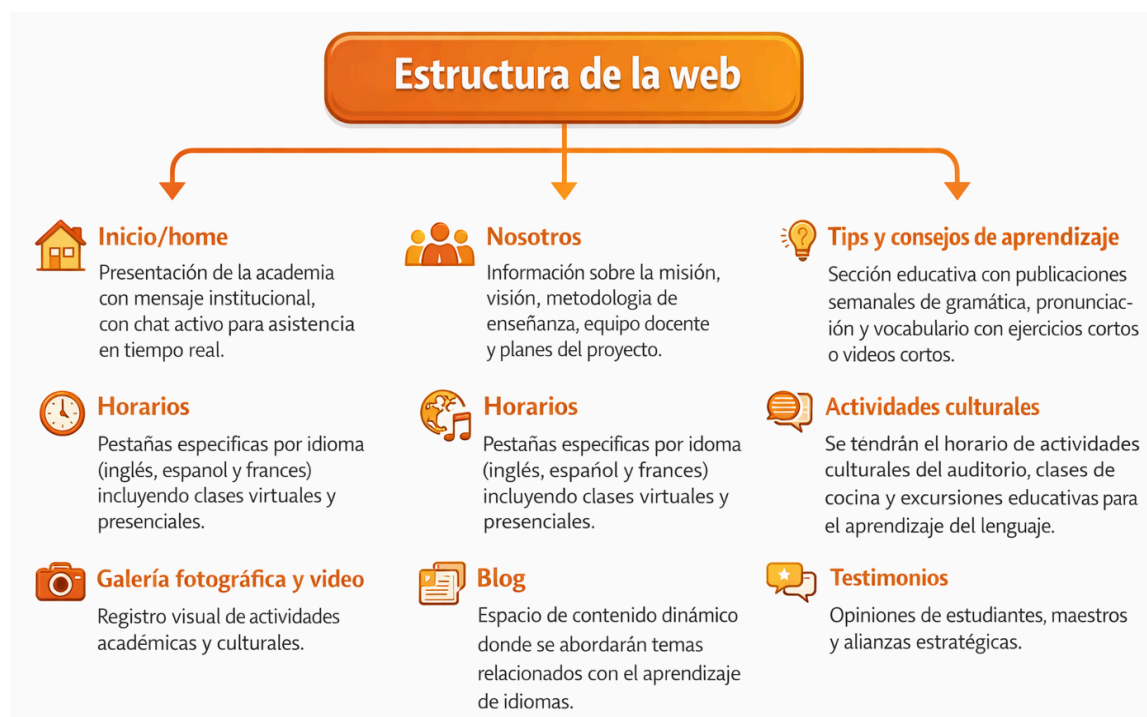 Estructura de la web
Inicio/home
Presentación de la academia
con mensaje institucional,
con chat activo para asistencia
en tiempo real.
Nosotros
Información sobre la misión,
visión, metodologia de
enseñanza, equipo docente
y planes del proyecto.
Tips y consejos de aprendizaje
Sección educativa con publicaciones
semanales de gramática, pronunciac-
ión y vocabulario con ejercicios cortos
o videos cortos.
Horarios
Pestañas especificas por idioma
(inglés, espanol y frances)
incluyendo clases virtuales y
presenciales.
Horarios
Pestañas especificas por idoma
(inglés, espańol y frances)
incluyendo clases virtuales y
presenciales.
Actividades culturales
Se tendrán el horario de actividades
culturales del auditorio, clases de
cocina y excursiones educativas para
el aprendizaje del lenguaje.
Galería fotográfica y video
Registro visual de actividades
académicas y culturales.
Blog
Espacio de contenido dinámico
donde se abordarán temas
relacionados con el aprendizaje
de idiomas.
Testimonios
Opiniones de estudiantes, maestros
y alianzas estratégicas.